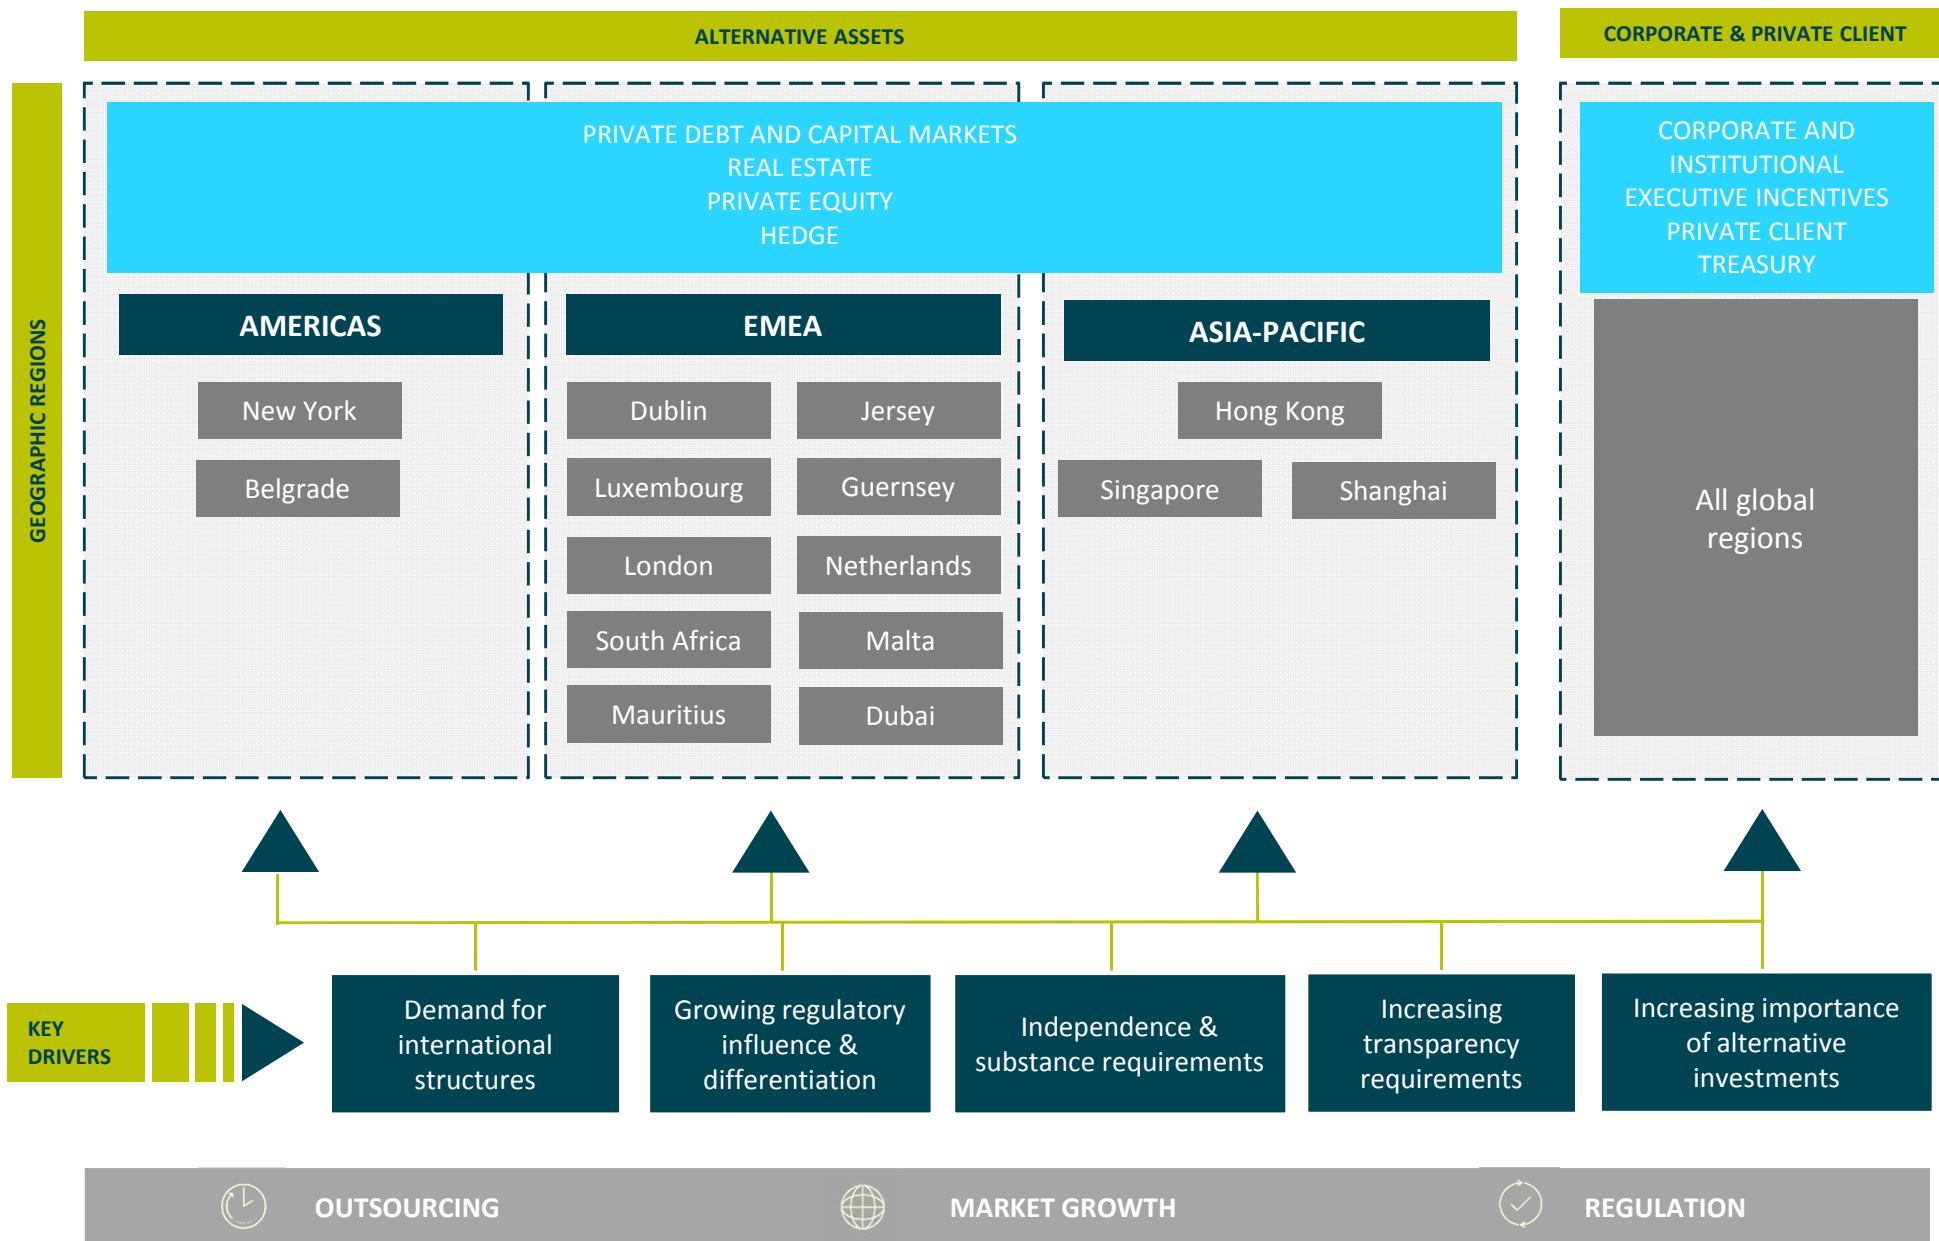 ALTERNATIVE ASSETS
CORPORATE & PRIVATE CLIENT
GEOGRAPHIC REGIONS
PRIVATE DEBT AND CAPITAL MARKETS
REAL ESTATE
PRIVATE EQUITY
HEDGE
CORPORATE AND
INSTITUTIONAL
EXECUTIVE INCENTIVES
PRIVATE CLIENT
TREASURY
AMERICAS
New York
Belgrade
EMEA
Dublin
Jersey
Luxembourg
Guernsey
London
Netherlands
South Africa
Malta
Mauritius
Dubai
ASIA-PACIFIC
Hong Kong
Singapore
Shanghai
All global
regions
KEY
DRIVERS
Demand for
international
structures
Growing regulatory
influence &
differentiation
Independence &
substance requirements
Increasing
transparency
requirements
Increasing importance
of alternative
investments
OUTSOURCING
MARKET GROWTH
REGULATION